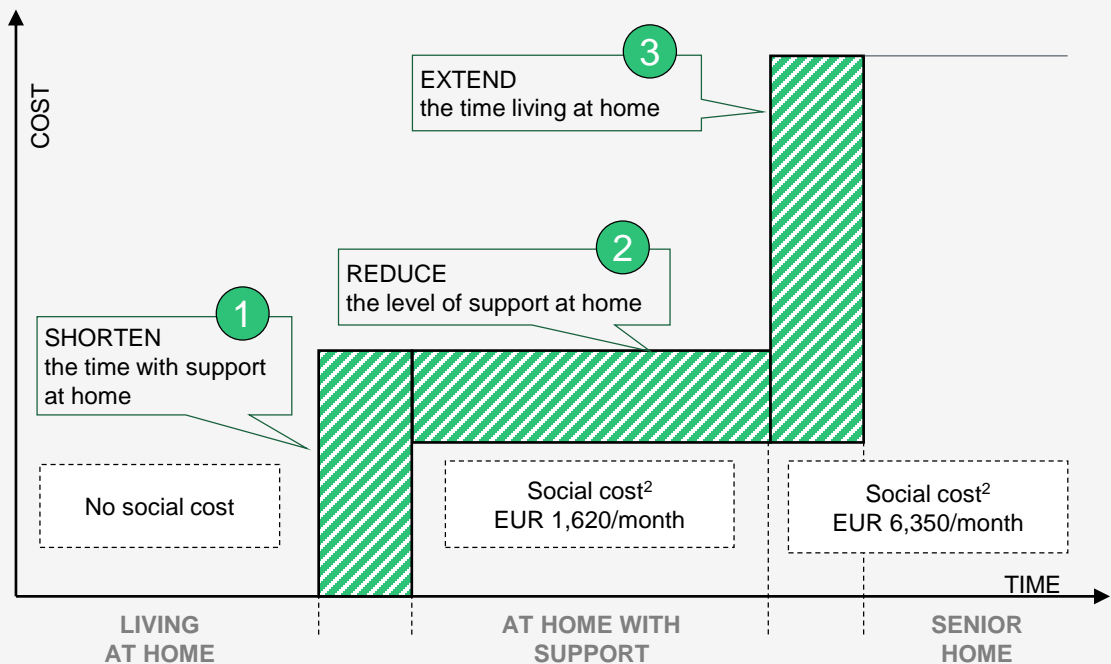 COST
3
EXTEND
the time living at home
2
REDUCE
the level of support at home
1
SHORTEN
the time with support
at home
No social cost
Social cost²
EUR 1,620/month
Social cost²
EUR 6,350/month
TIME
LIVING
AT HOME
AT HOME WITH
SUPPORT
SENIOR
HOME